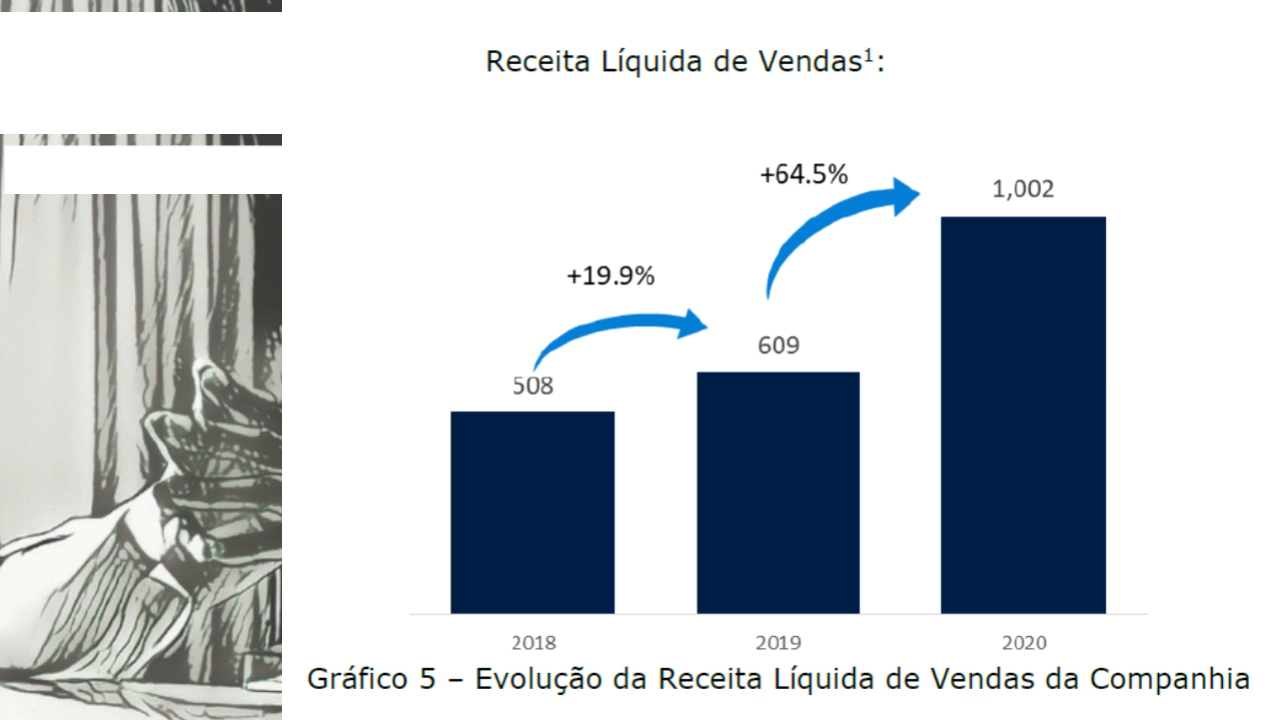 Receita Líquida de Vendas¹:
+64.5%
1,002
+19.9%
609
508
2018 2019 2020
Gráfico 5 – Evolução da Receita Líquida de Vendas da Companhia